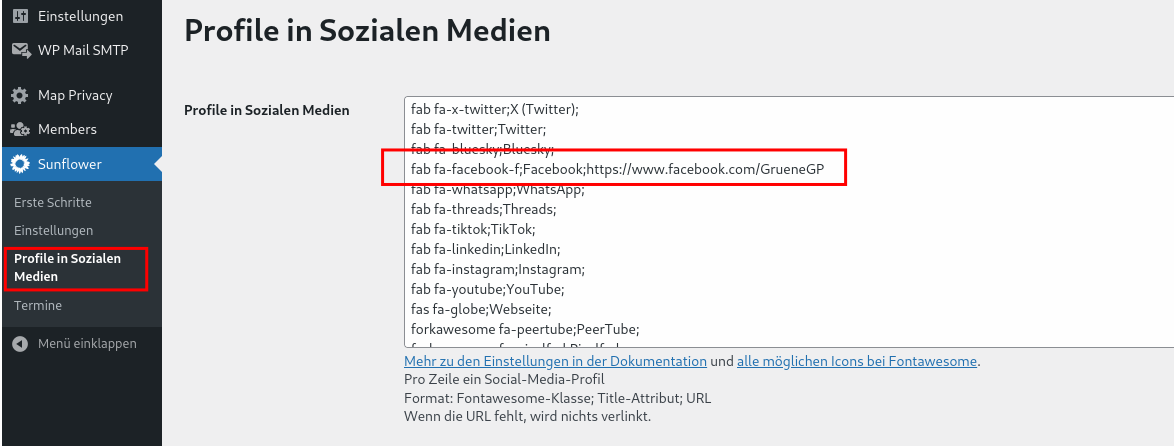 Einstellungen
WP Mail SMTP
Map Privacy
Members
Sunflower
Erste Schritte
Einstellungen
Profile in Sozialen
Medien
Termine
Menü einklappen
Profile in Sozialen Medien
Profile in Sozialen Medien
fab fa-x-twitter;X (Twitter);
fab fa-twitter;Twitter;
fab fa-bluesky;Bluesky;
fab fa-facebook-f;Facebook;https://www.facebook.com/GrueneGP
fab fa-whatsapp;WhatsApp;
fab fa-threads;Threads;
fab fa-tiktok;TikTok;
fab fa-linkedin;LinkedIn;
fab fa-instagram;Instagram;
fab fa-youtube;YouTube;
fas fa-globe;Webseite;
forkawesome fa-peertube;PeerTube;
Mehr zu den Einstellungen in der Dokumentation und alle möglichen Icons bei Fontawesome.
Pro Zeile ein Social-Media-Profil
Format: Fontawesome-Klasse; Title-Attribut; URL
Wenn die URL fehlt, wird nichts verlinkt.